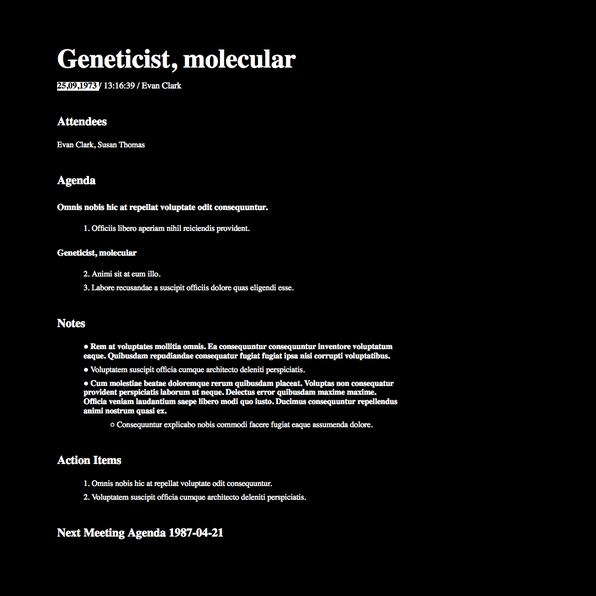 Geneticist, molecular
25.09.1973 / 13:16:39 / Evan Clark
Attendees
Evan Clark, Susan Thomas
Agenda
Omnis nobis hic at repellat voluptate odit consequuntur.
1. Officiis libero aperiam nihil reiciendis provident.
Geneticist, molecular
2. Animi sit at eum illo.
3. Labore recusandae a suscipit officiis dolore quas eligendi esse.
Notes
● Rem at voluptates mollitia omnis. Ea consequuntur consequuntur inventore voluptatum
eaque. Quibusdam repudiandae consequatur fugiat fugiat ipsa nisi corrupti voluptatibus.
● Voluptatem suscipit officia cumque architecto deleniti perspiciatis.
● Cum molestiae beatae doloremque rerum quibusdam placeat. Voluptas non consequatur
provident perspiciatis laborum ut neque. Delectus error quibusdam maxime maxime.
Officia veniam laudantium saepe libero modi quo iusto. Ducimus consequuntur repellendus
animi nostrum quasi ex.
○ Consequuntur explicabo nobis commodi facere fugiat eaque assumenda dolore.
Action Items
1. Omnis nobis hic at repellat voluptate odit consequuntur.
2. Voluptatem suscipit officia cumque architecto deleniti perspiciatis.
Next Meeting Agenda 1987-04-21